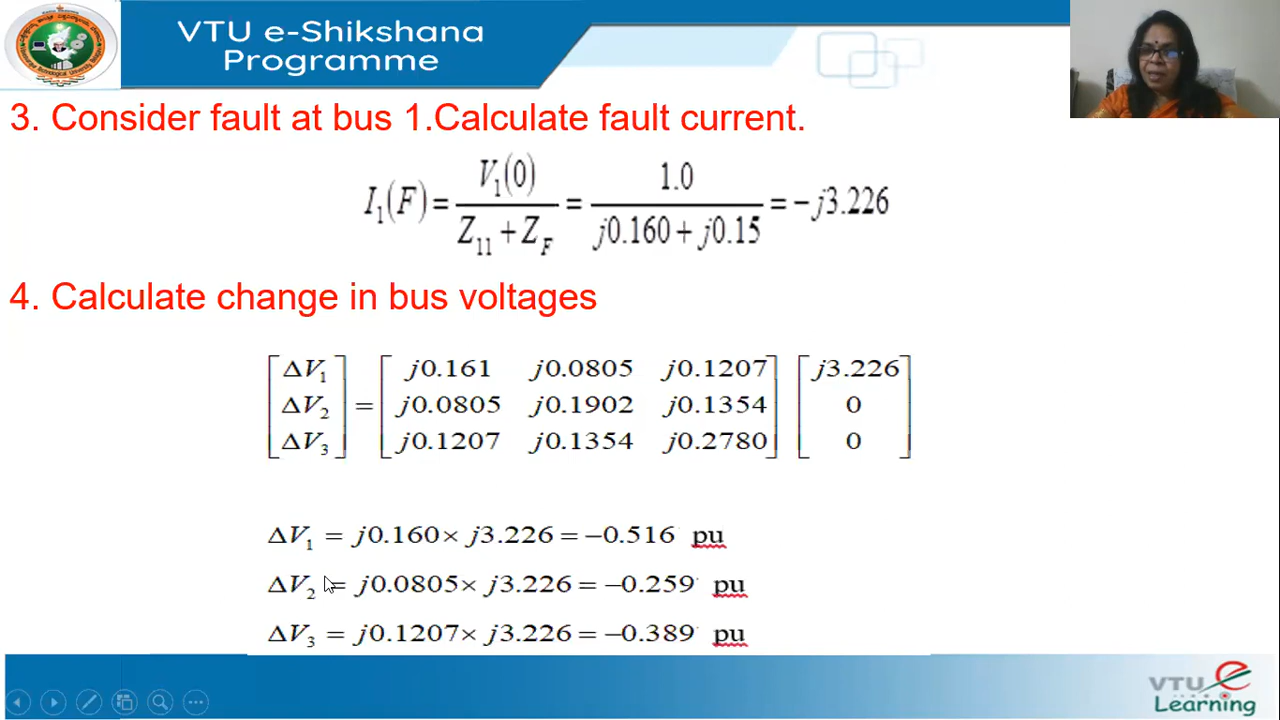 VTU e-Shikshana
Programme
3. Consider fault at bus 1.Calculate fault current.
I₁(F) = V₁(0) / (Z₁₁ + Z_F) = 1.0 / (j0.160 + j0.15) = −j3.226
4. Calculate change in bus voltages
[ΔV₁] = [j0.161 j0.0805 j0.1207] [j3.226]
[ΔV₂] = [j0.0805 j0.1902 j0.1354] [0]
[ΔV₃] = [j0.1207 j0.1354 j0.2780] [0]
ΔV₁ = j0.160× j3.226 = −0.516 pu
ΔV₂ = j0.0805× j3.226 = −0.259 pu
ΔV₃ = j0.1207× j3.226 = −0.389 pu
VTU e
Learning